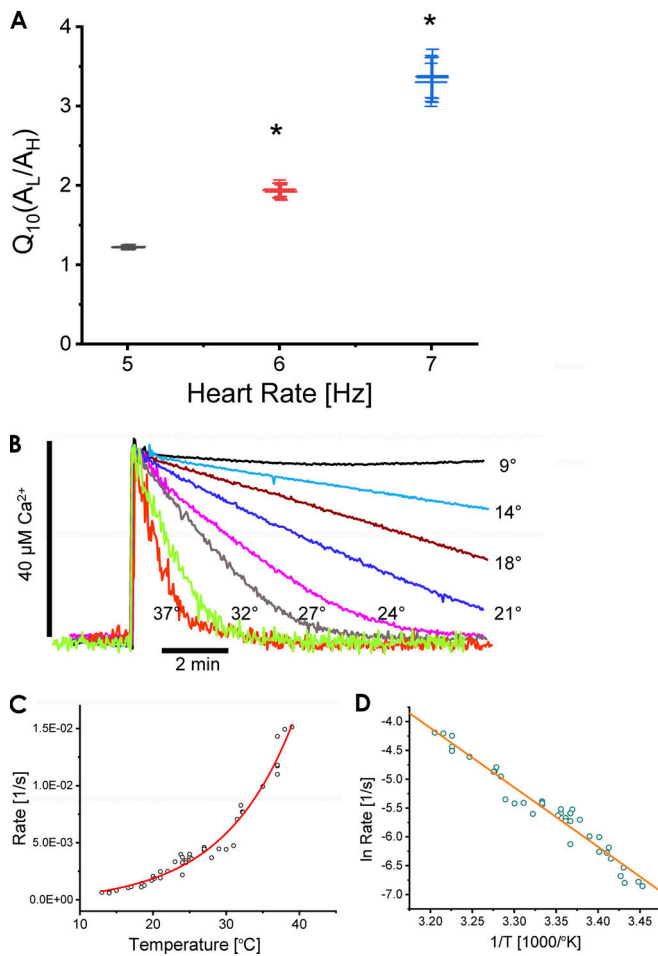 A
Q₁₀(A_L/A_H)
4
3
2
1
0
*
*
5 6 7
Heart Rate [Hz]
B
40 µM Ca²⁺
9°
14°
18°
21°
37° 32° 27° 24°
2 min
C
Rate [1/s]
1.5E-02
1.0E-02
5.0E-03
0.0E+00
10 20 30 40
Temperature [°C]
D
ln Rate [1/s]
-4.0
-4.5
-5.0
-5.5
-6.0
-6.5
-7.0
3.20 3.25 3.30 3.35 3.40 3.45
1/T [1000/°K]